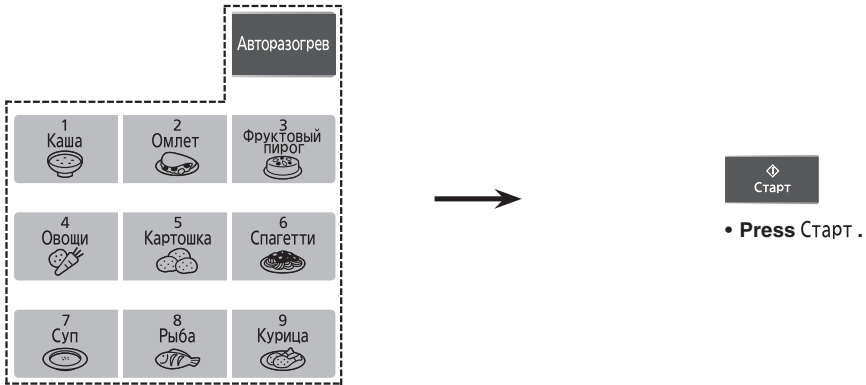 Авторазогрев
1
Каша
2
Омлет
3
Фруктовый
пирог
4
Овощи
5
Картошка
6
Спагетти
7
Суп
8
Рыба
9
Курица
Старт
• Press Старт .